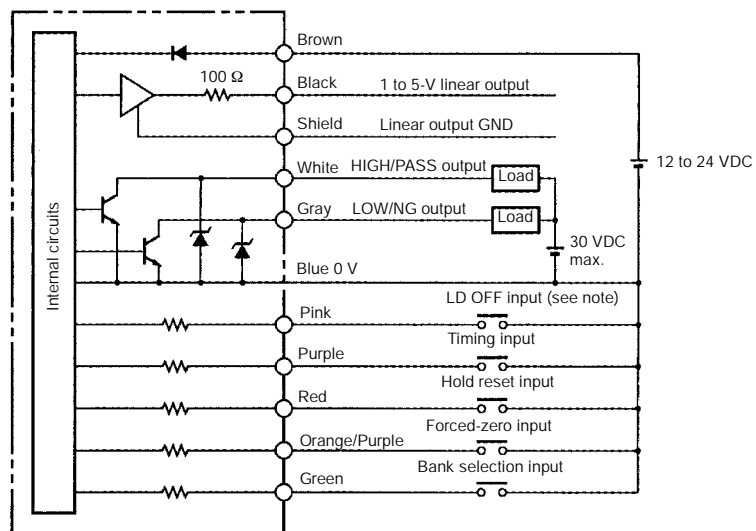 Brown
100 Ω
Black 1 to 5-V linear output
Shield Linear output GND
12 to 24 VDC
White HIGH/PASS output
Load
Gray LOW/NG output
Load
30 VDC
max.
Internal circuits
Blue 0 V
LD OFF input (see note)
Pink
Timing input
Purple
Hold reset input
Red
Forced-zero input
Orange/Purple
Bank selection input
Green